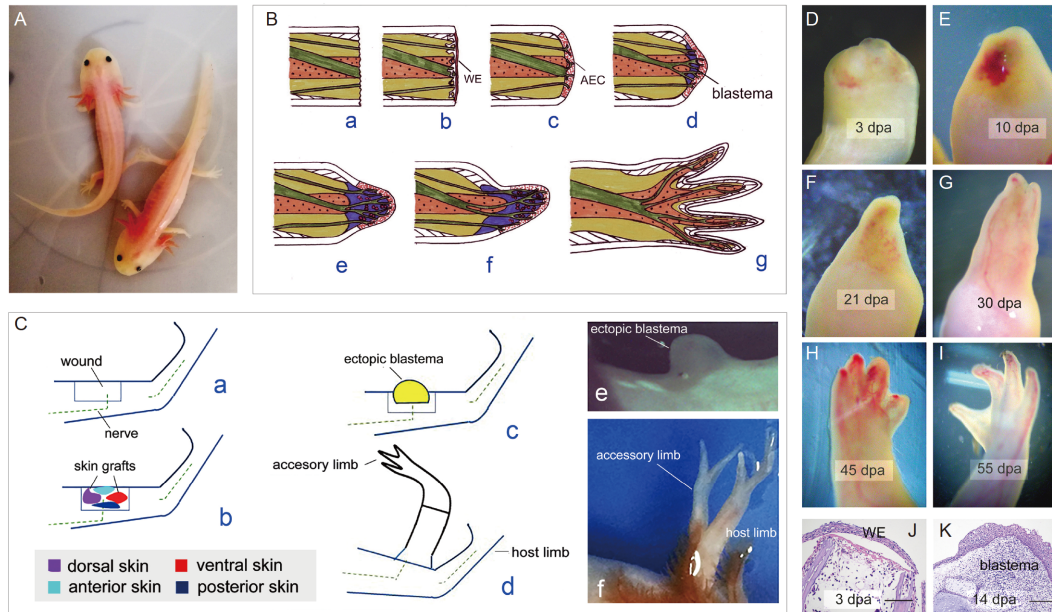 A
B
WE
AEC
blastema
a
b
c
d
e
f
g
C
wound
nerve
a
skin grafts
b
ectopic blastema
c
accesory limb
host limb
d
dorsal skin
ventral skin
anterior skin
posterior skin
ectopic blastema
e
accessory limb
host limb
f
D
3 dpa
E
10 dpa
F
21 dpa
G
30 dpa
H
45 dpa
I
55 dpa
WE
J
3 dpa
K
blastema
14 dpa